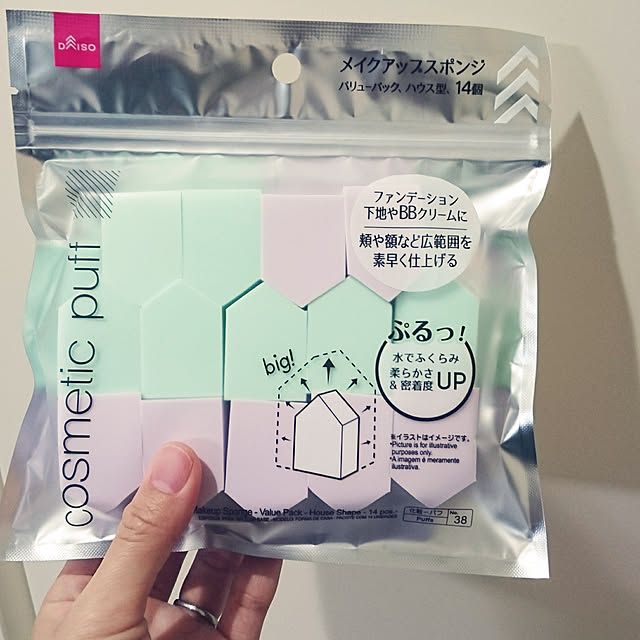 DAISO
メイクアップスポンジ
バリューパック、ハウス型、14個
cosmetic puff
ファンデーション
下地やBBクリームに
頬や額など広範囲を
素早く仕上げる
ぷるっ!
水でふくらみ
柔らかさ
&密着度 UP
big!
※イラストはイメージです。
•Picture is for illustrative
purposes only.
•A imagem é meramente
ilustrativa.
Makeup Sponge - Value Pack - House Shape - 14 pcs -
化粧-パフ
Puffs
No.
38